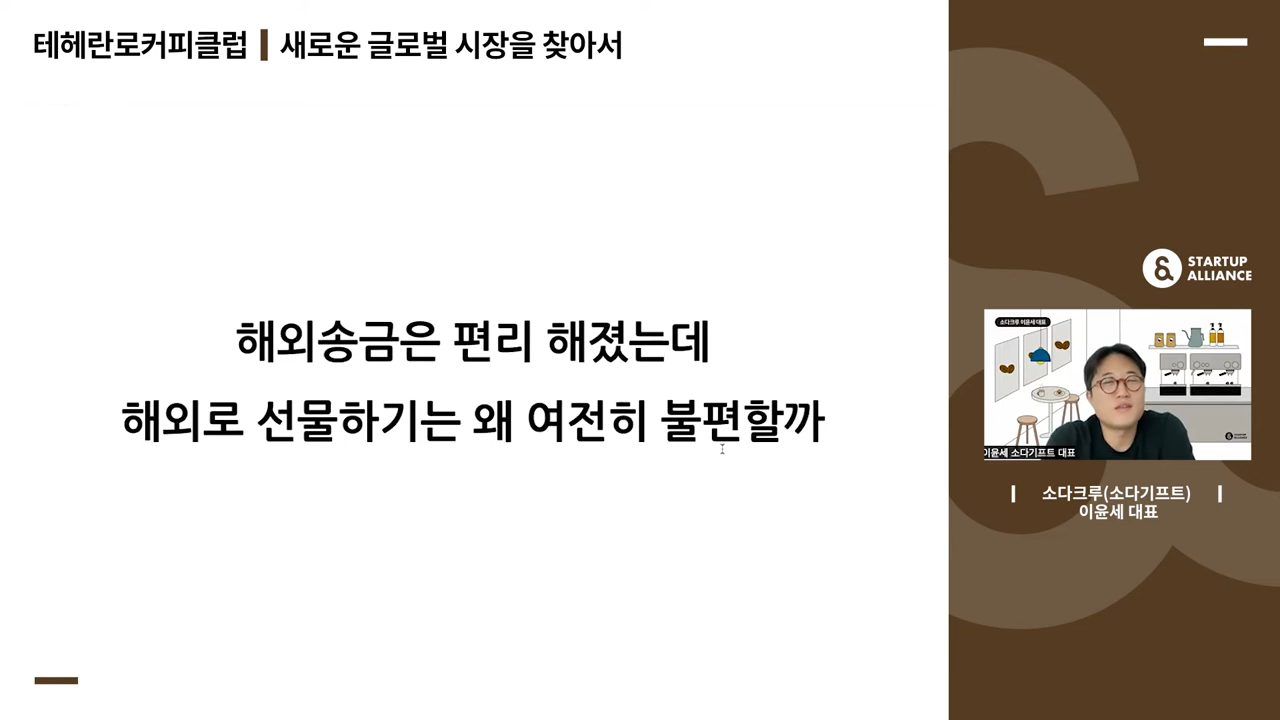 테헤란로커피클럽 | 새로운 글로벌 시장을 찾아서
해외송금은 편리 해졌는데
해외로 선물하기는 왜 여전히 불편할까
STARTUP
ALLIANCE
소다크루 이윤세 대표
STARTUP
ALLIANCE
이윤세 소다기프트 대표
소다크루(소다기프트)
이윤세 대표